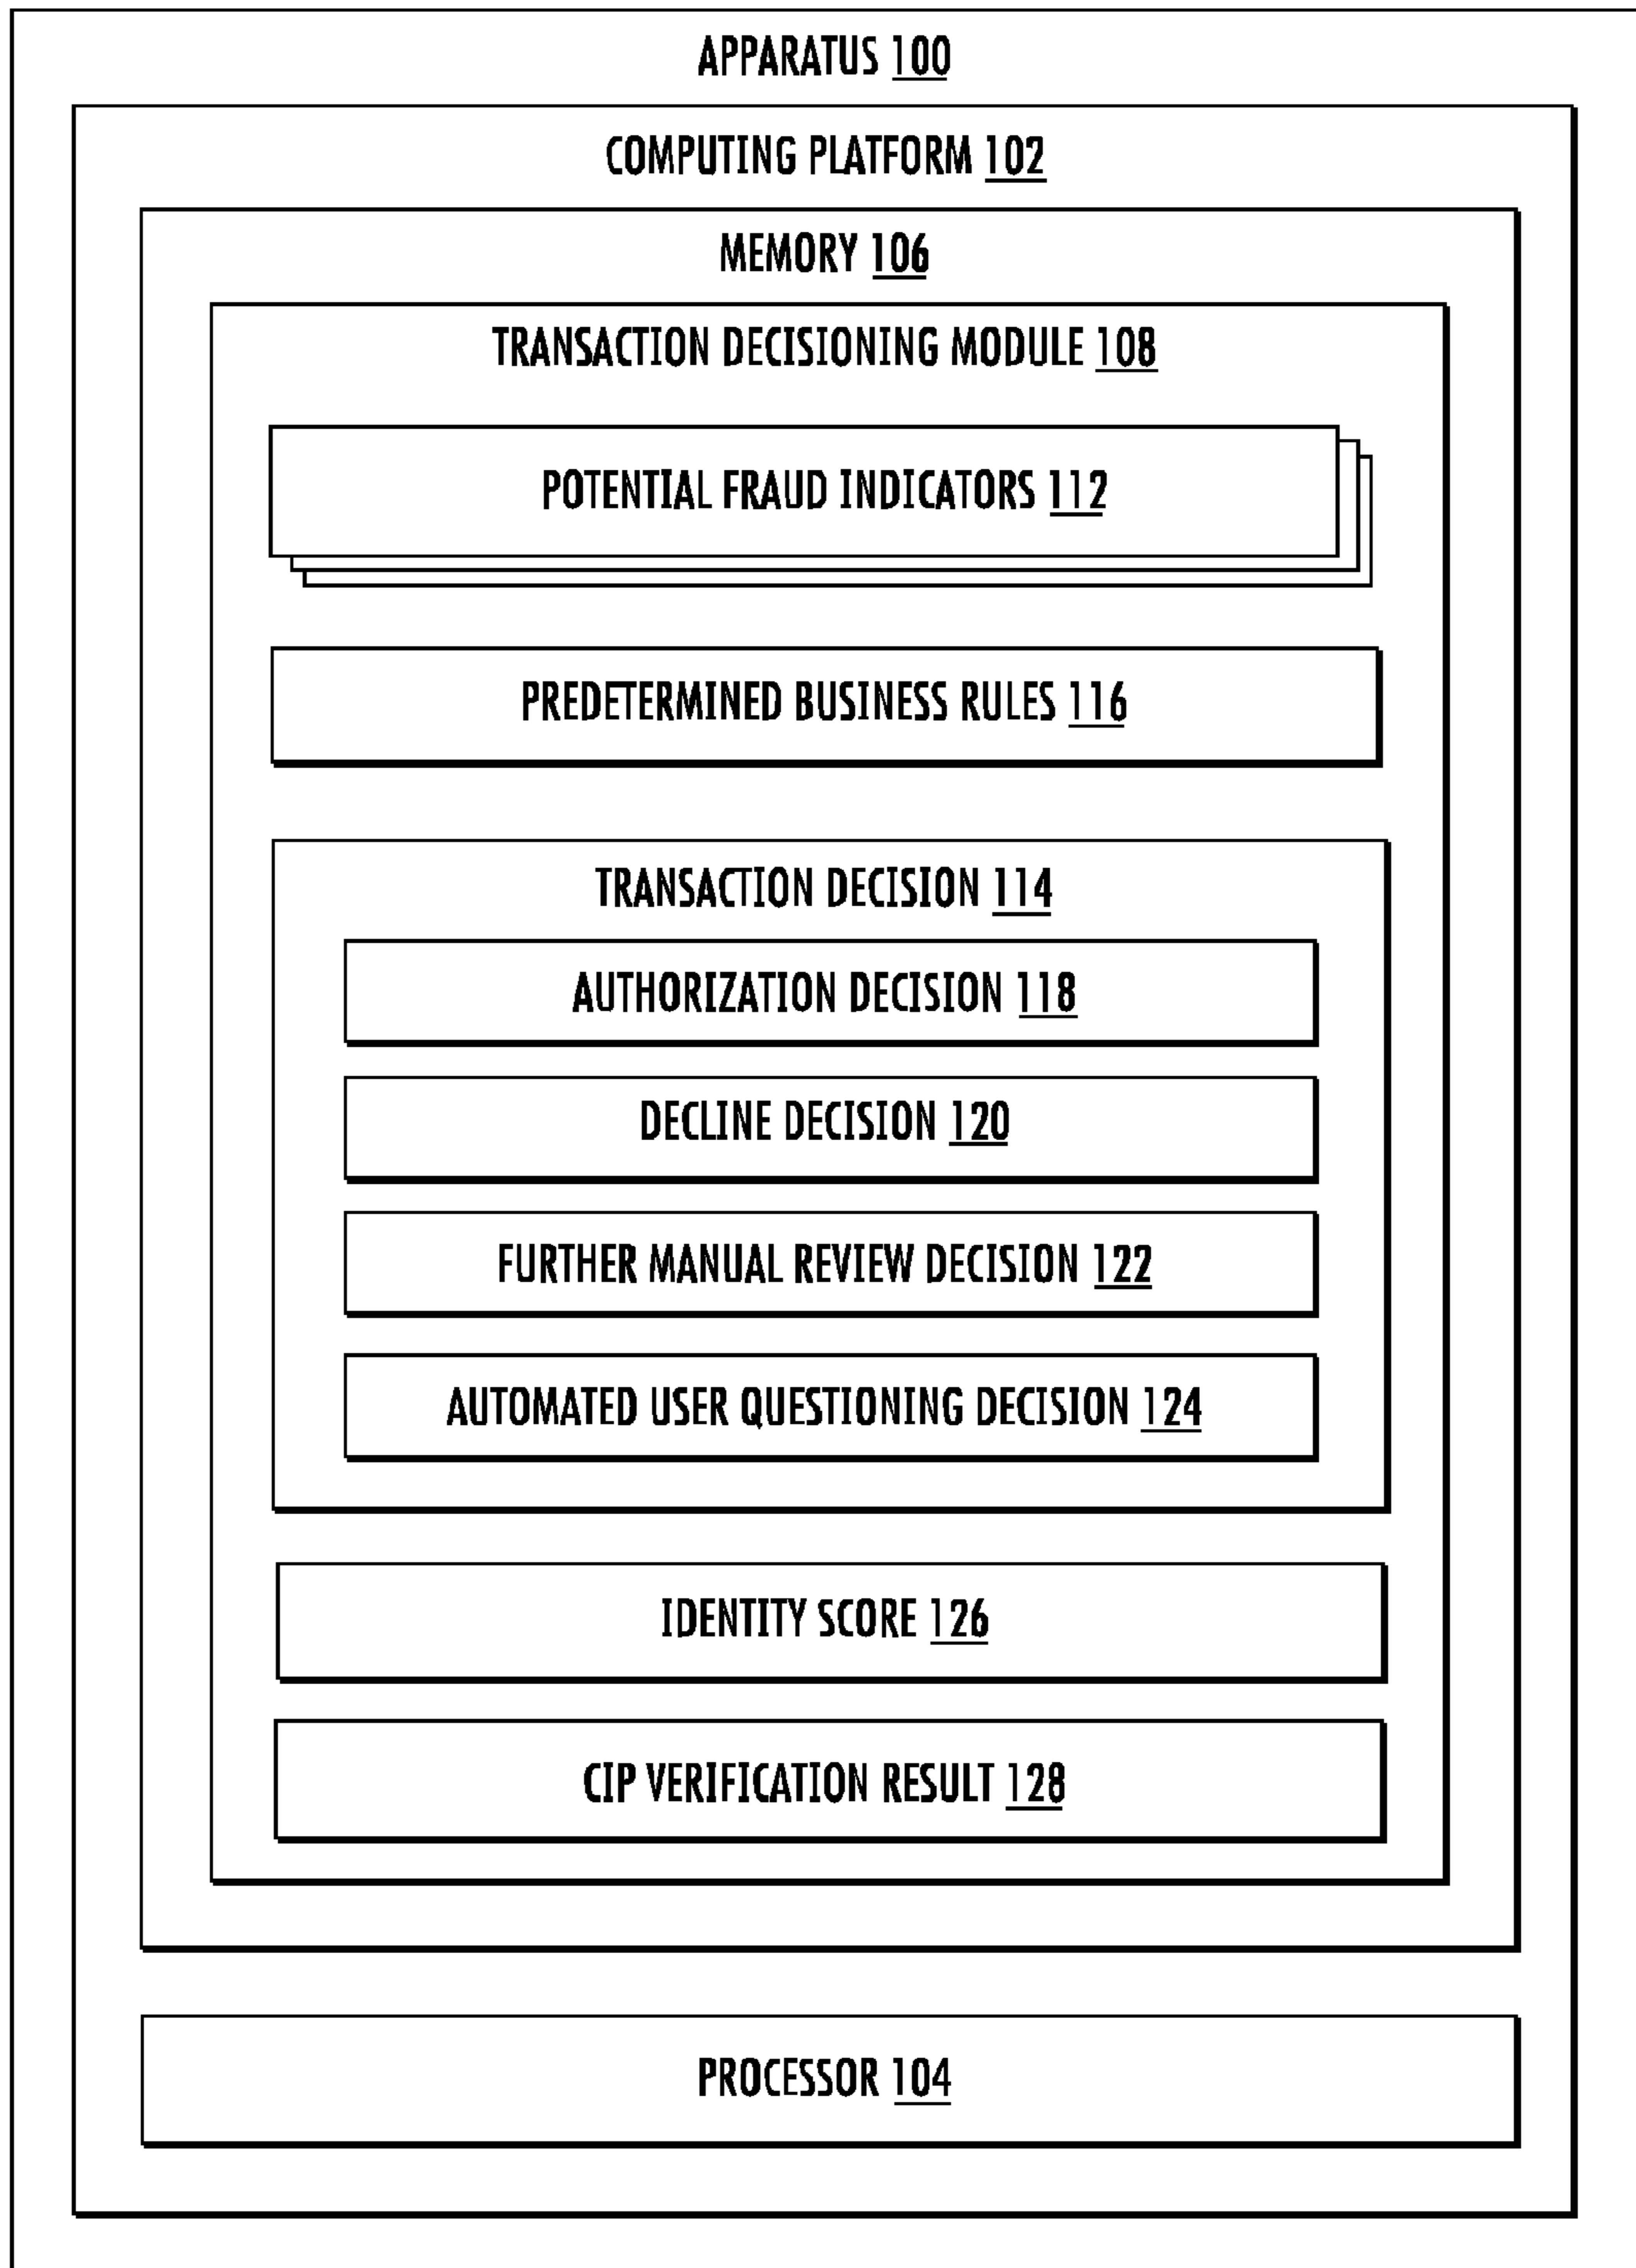 APPARATUS 100
COMPUTING PLATFORM 102
MEMORY 106
TRANSACTION DECISIONING MODULE 108
POTENTIAL FRAUD INDICATORS 112
PREDETERMINED BUSINESS RULES 116
TRANSACTION DECISION 114
AUTHORIZATION DECISION 118
DECLINE DECISION 120
FURTHER MANUAL REVIEW DECISION 122
AUTOMATED USER QUESTIONING DECISION 124
IDENTITY SCORE 126
CIP VERIFICATION RESULT 128
PROCESSOR 104